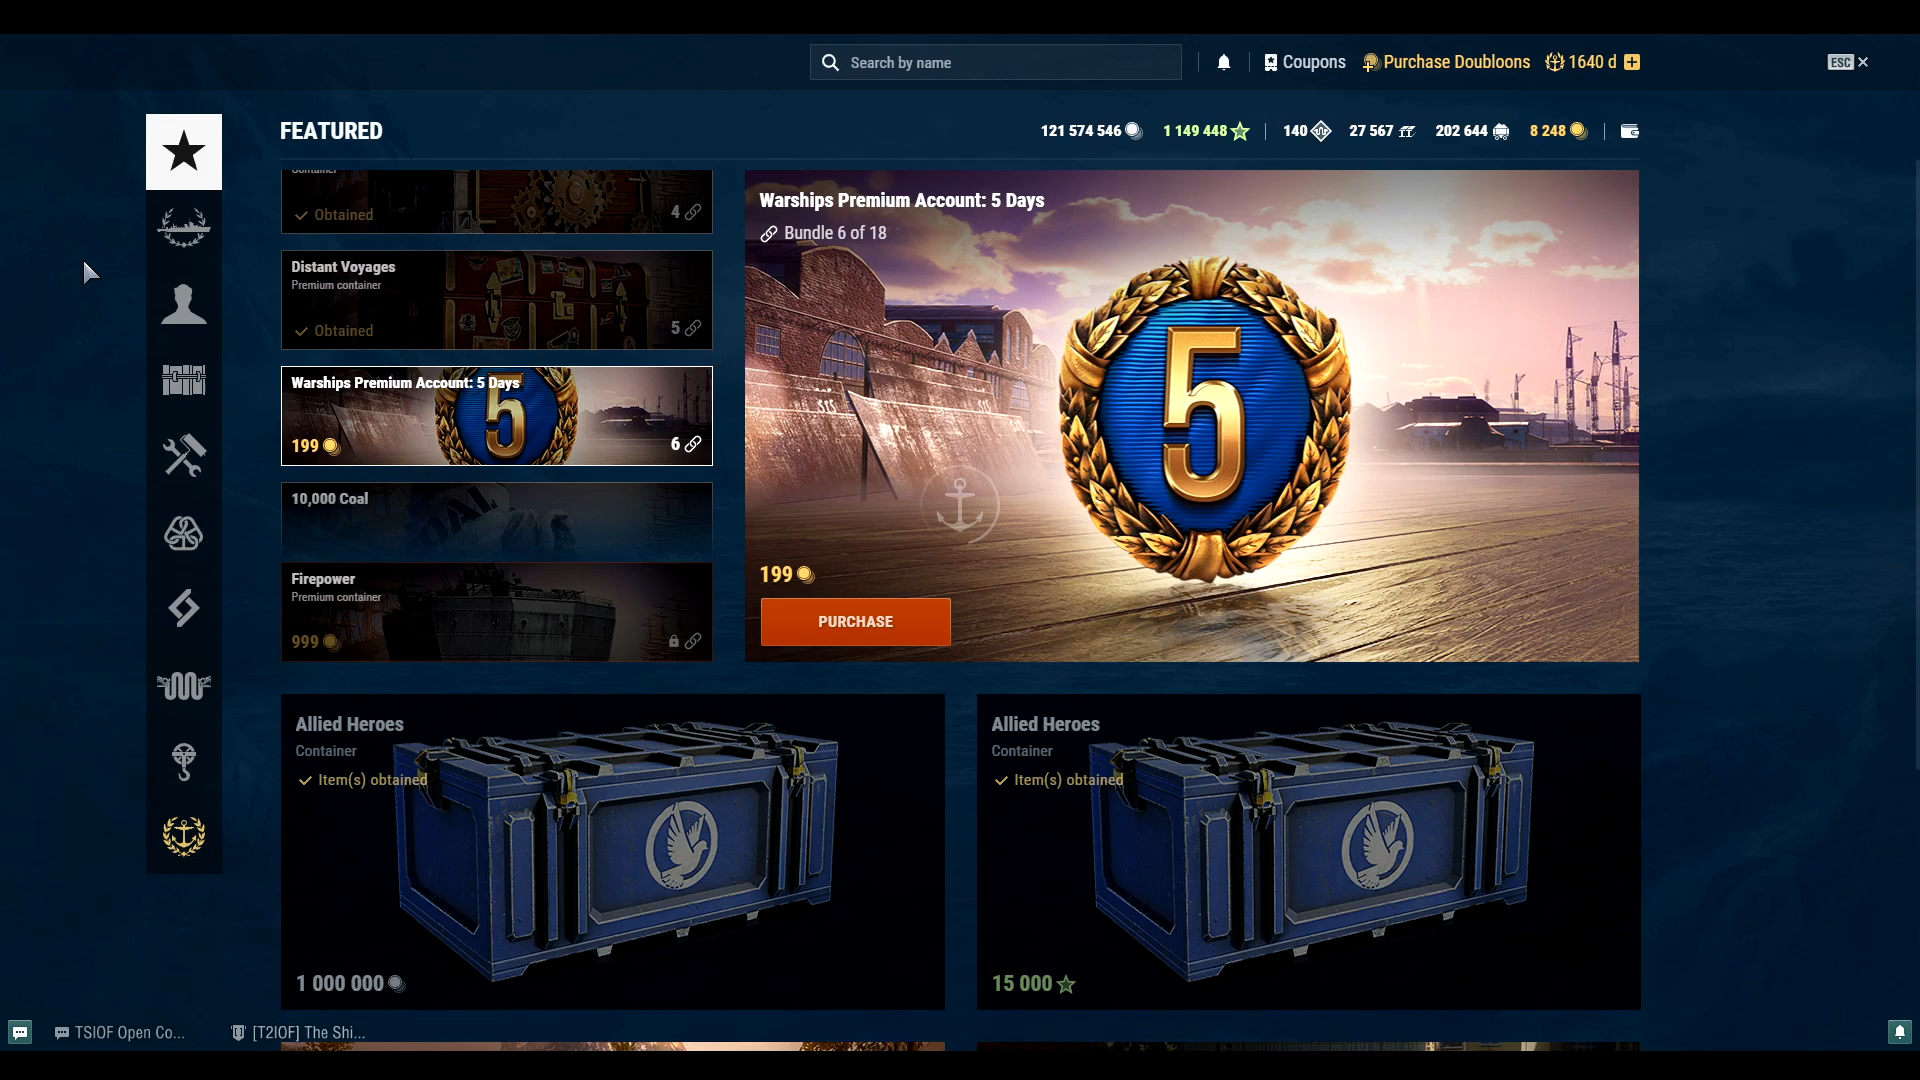 Search by name
Coupons
Purchase Doubloons
1640 d
ESC
FEATURED
121 574 546
1 149 448
140
27 567
202 644
8 248
Container
Obtained
4
Distant Voyages
Premium container
Obtained
5
Warships Premium Account: 5 Days
5
199
6
10,000 Coal
COAL
Firepower
Premium container
999
Warships Premium Account: 5 Days
Bundle 6 of 18
5
199
PURCHASE
Allied Heroes
Container
Item(s) obtained
1 000 000
Allied Heroes
Container
Item(s) obtained
15 000
TSIOF Open Co...
[T2IOF] The Shi...